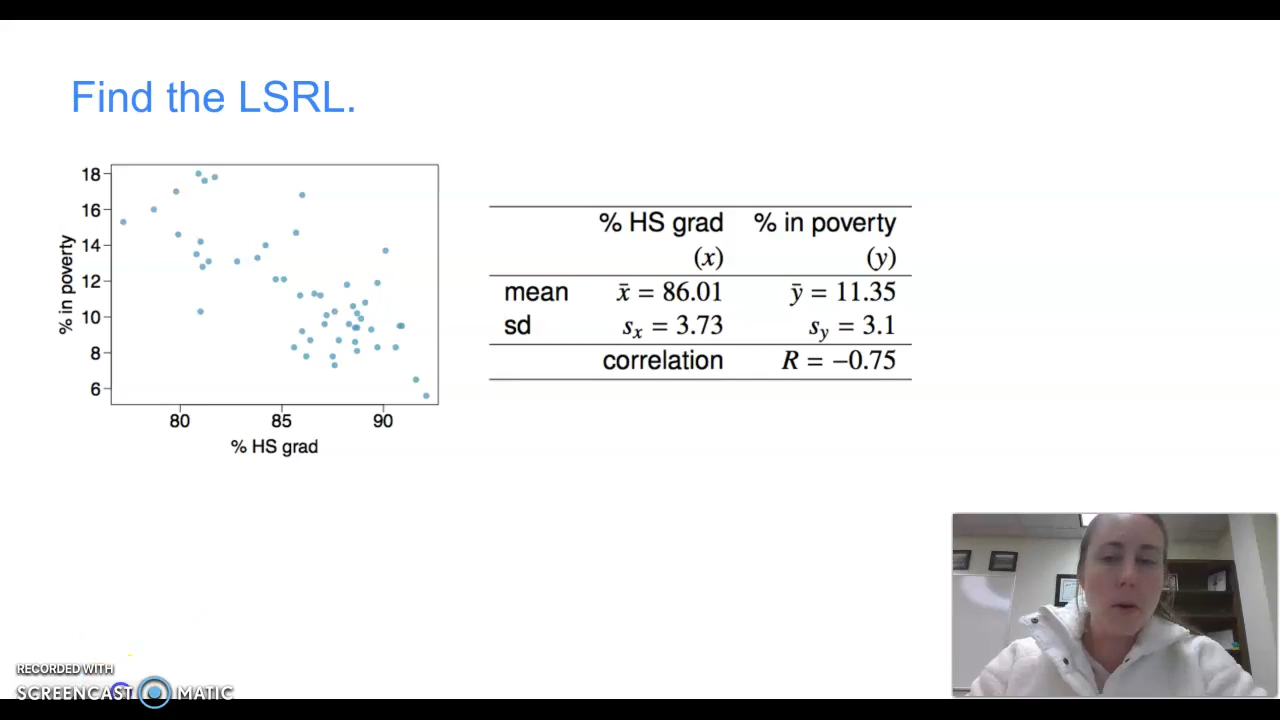 Find the LSRL.
18
16
14
12
10
8
6
% in poverty
80 85 90
% HS grad
% HS grad % in poverty
(x) (y)
mean x̄ = 86.01 ȳ = 11.35
sd sₓ = 3.73 s_y = 3.1
correlation R = −0.75
RECORDED WITH
SCREENCAST MATIC